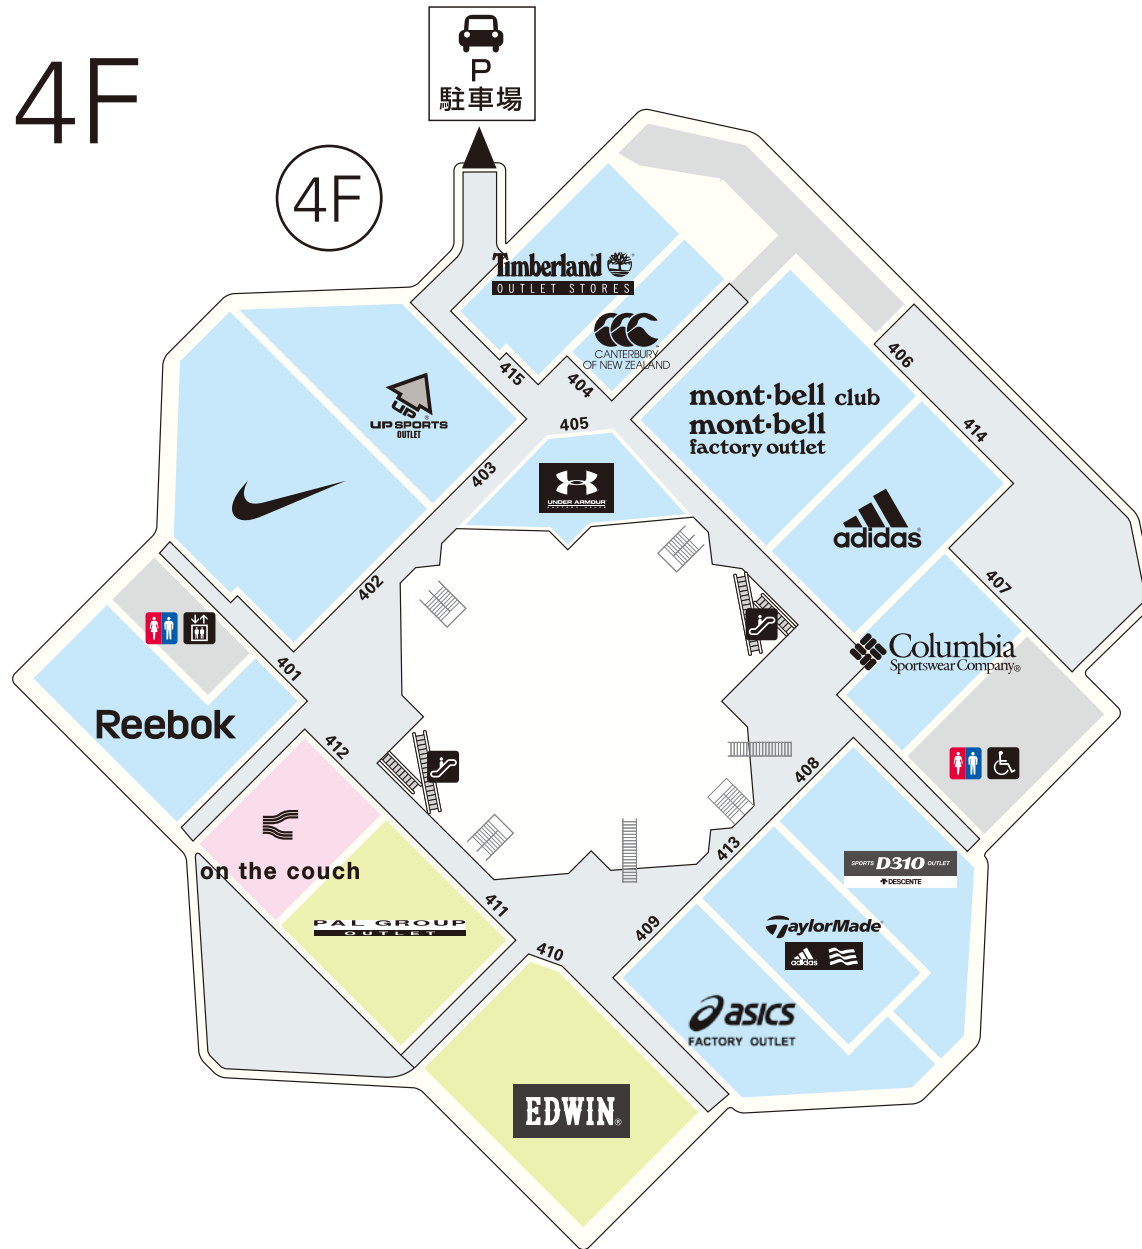 4F
P
駐車場
4F
Timberland
OUTLET STORES
CANTERBURY
OF NEW ZEALAND
415
404
405
406
414
UP
UP SPORTS
OUTLET
403
mont·bell club
mont·bell
factory outlet
UNDER ARMOUR
adidas
402
407
Columbia
Sportswear Company®
401
Reebok
412
408
on the couch
413
SPORTS D310 OUTLET
DESCENTE
411
PAL GROUP
OUTLET
410
409
TaylorMade
adidas
asics
FACTORY OUTLET
EDWIN®